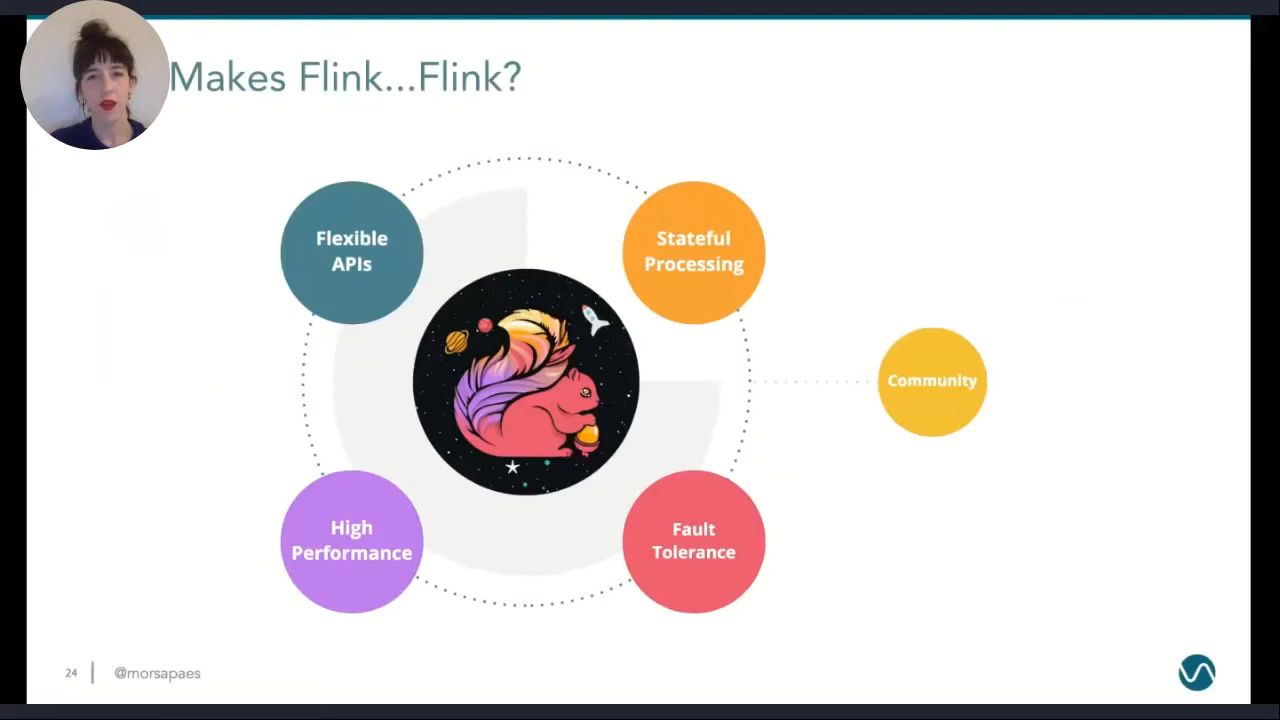 Makes Flink...Flink?
Flexible
APIs
Stateful
Processing
Community
High
Performance
Fault
Tolerance
24
@morsapaes